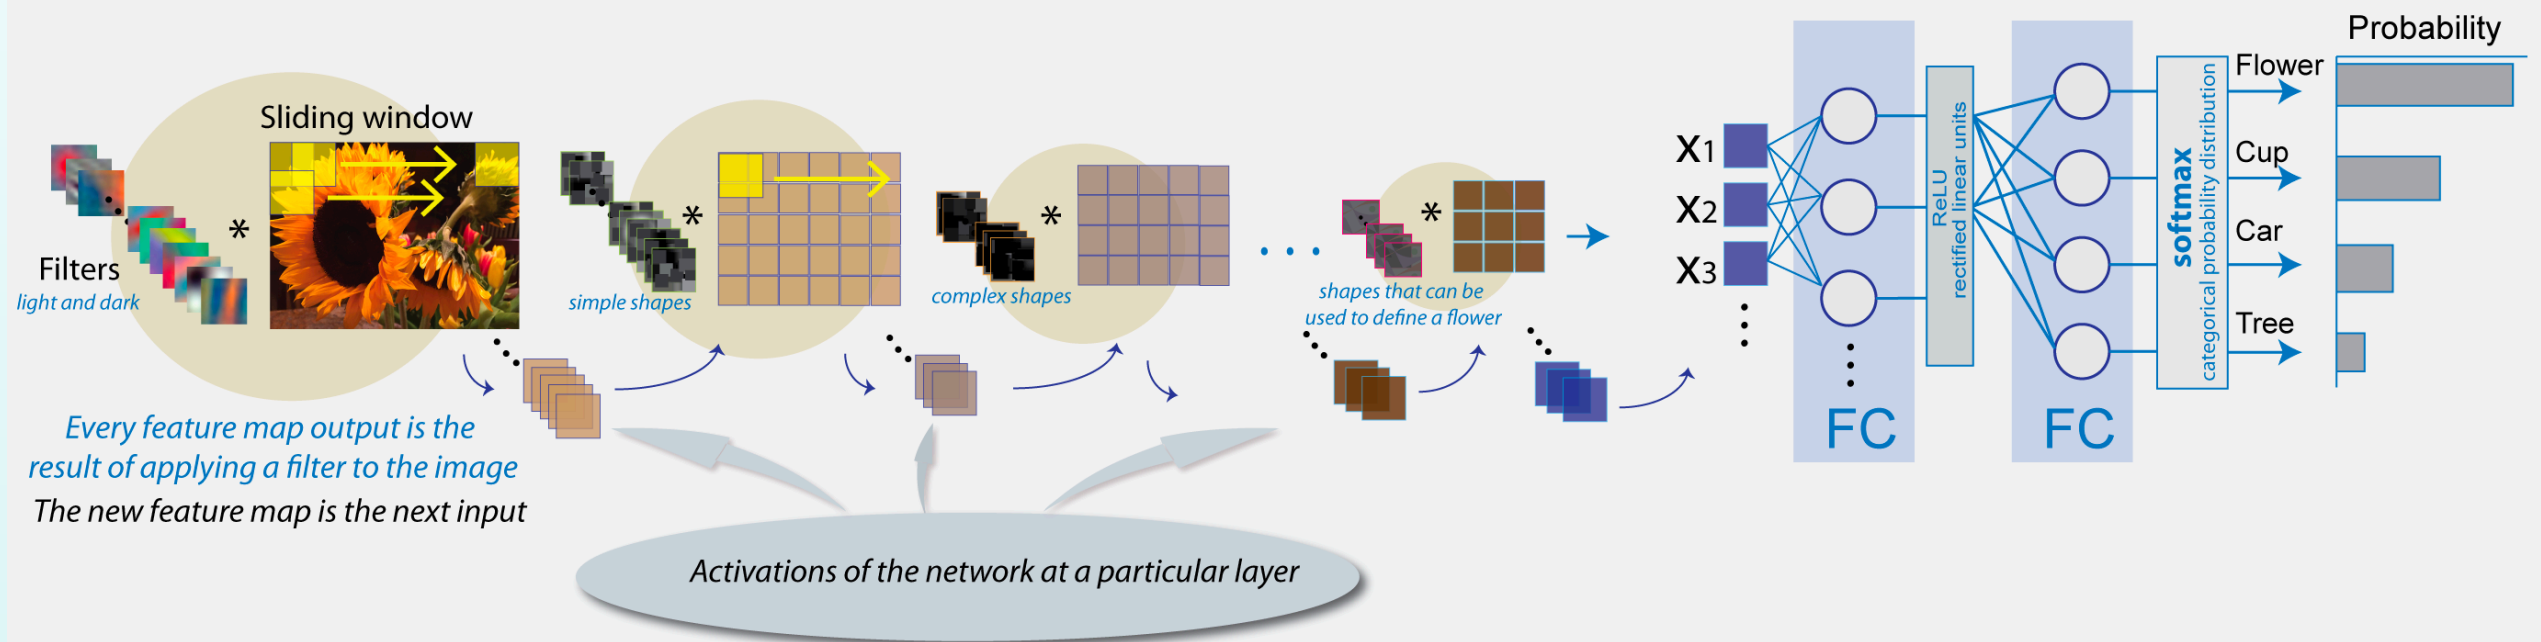 Sliding window
*
Filters
light and dark
*
simple shapes
*
complex shapes
*
shapes that can be
used to define a flower
Every feature map output is the
result of applying a filter to the image
The new feature map is the next input
Activations of the network at a particular layer
X1
X2
X3
FC
ReLU
rectified linear units
FC
softmax
categorical probability distribution
Probability
Flower
Cup
Car
Tree